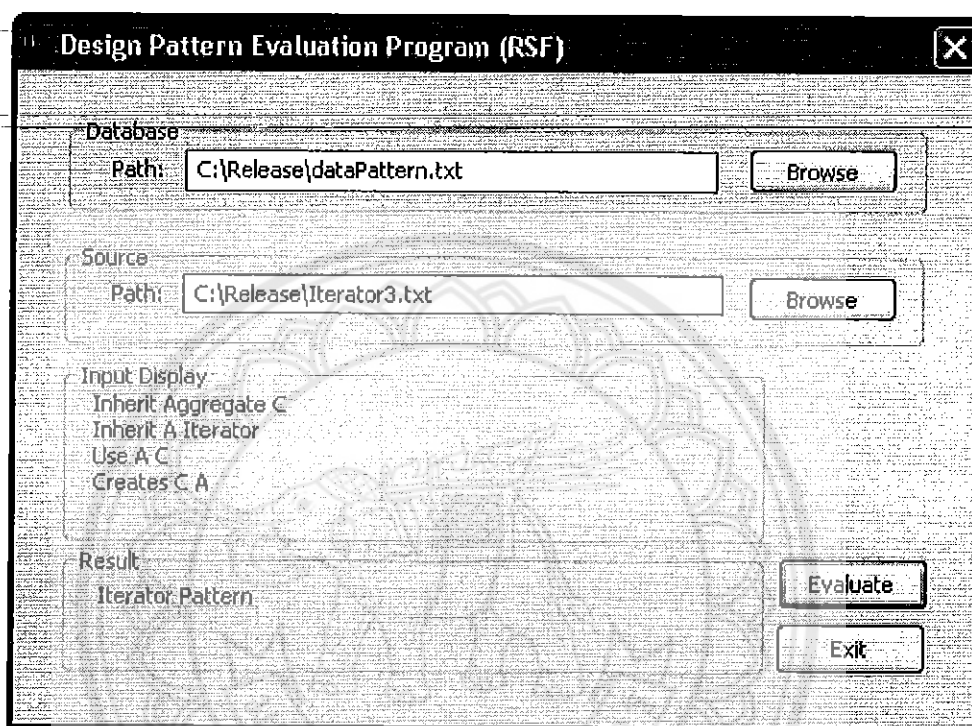 Design Pattern Evaluation Program (RSF)
Database
Path: C:\Release\dataPattern.txt Browse
Source
Path: C:\Release\Iterator3.txt Browse
Input Display
Inherit Aggregate C
Inherit A Iterator
Use A C
Creates C A
Result
Iterator Pattern
Evaluate
Exit